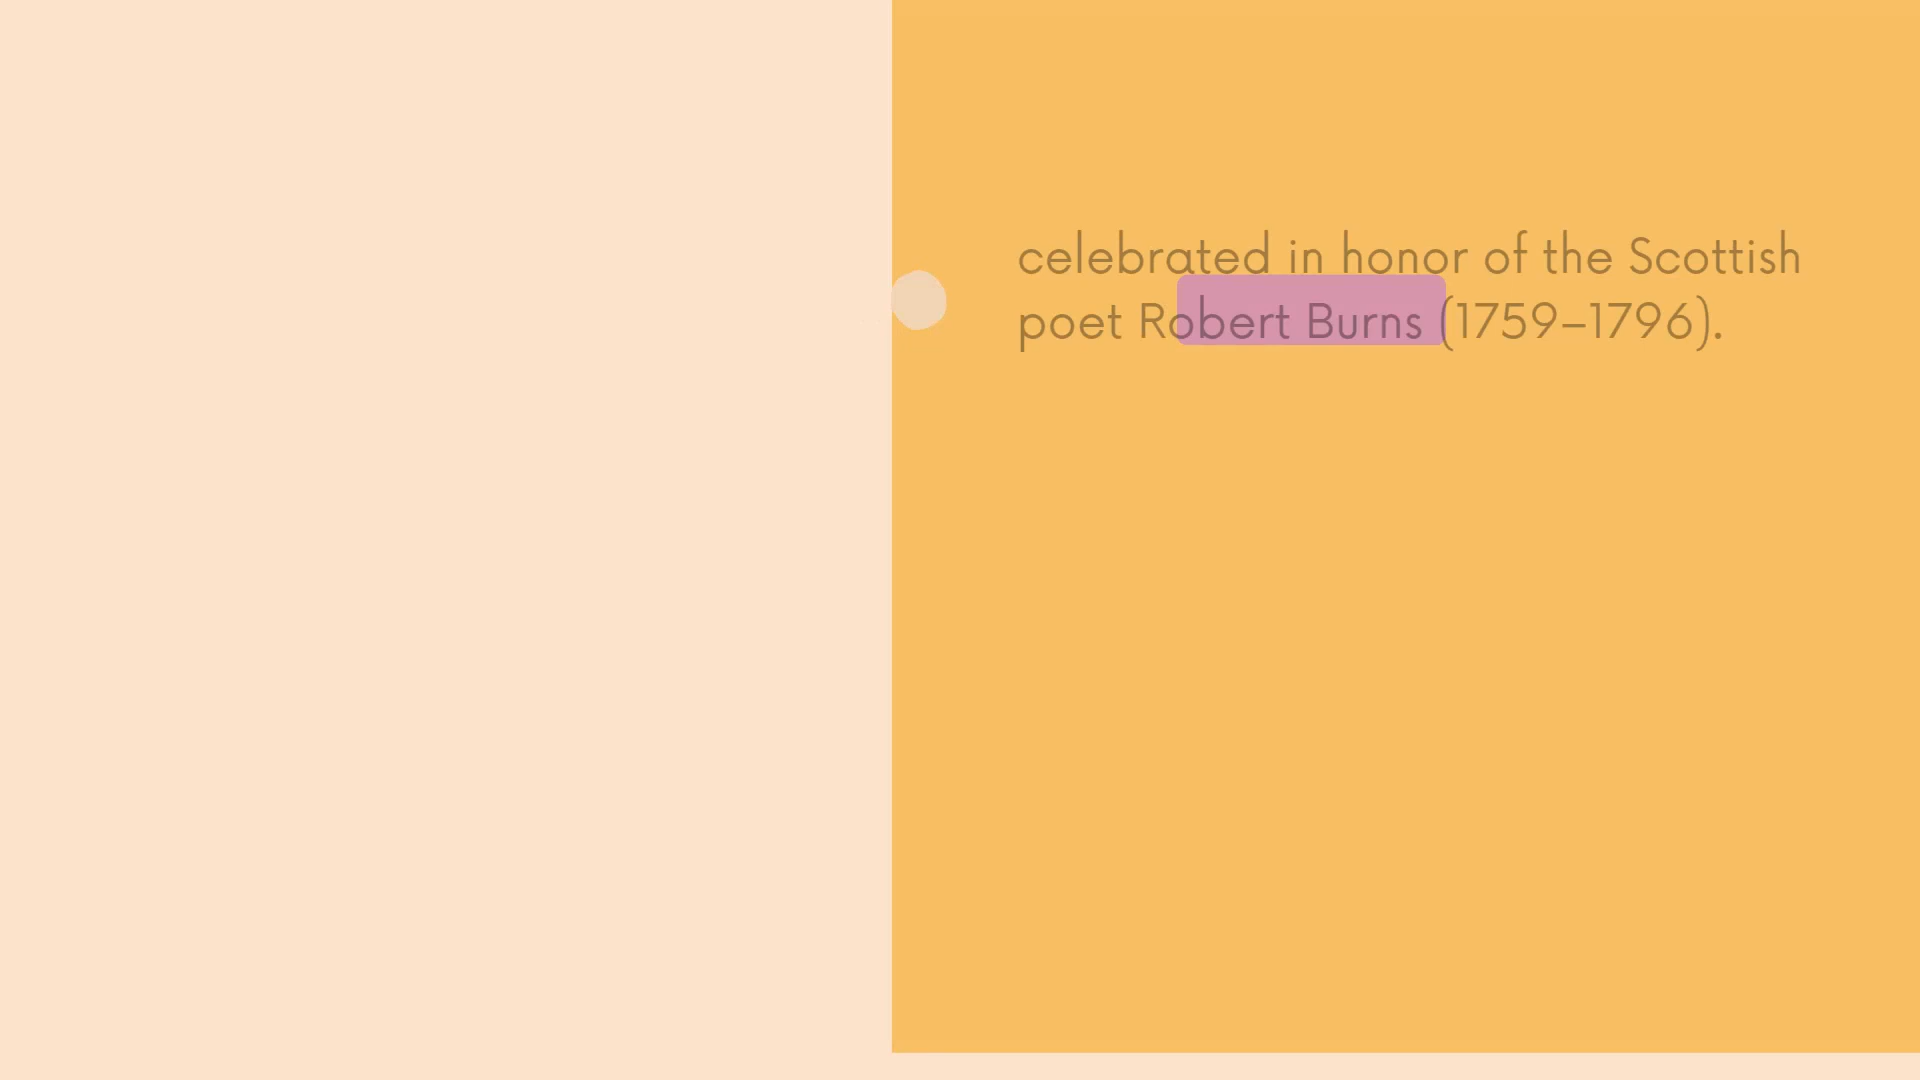 celebrated in honor of the Scottish
poet Robert Burns (1759–1796).